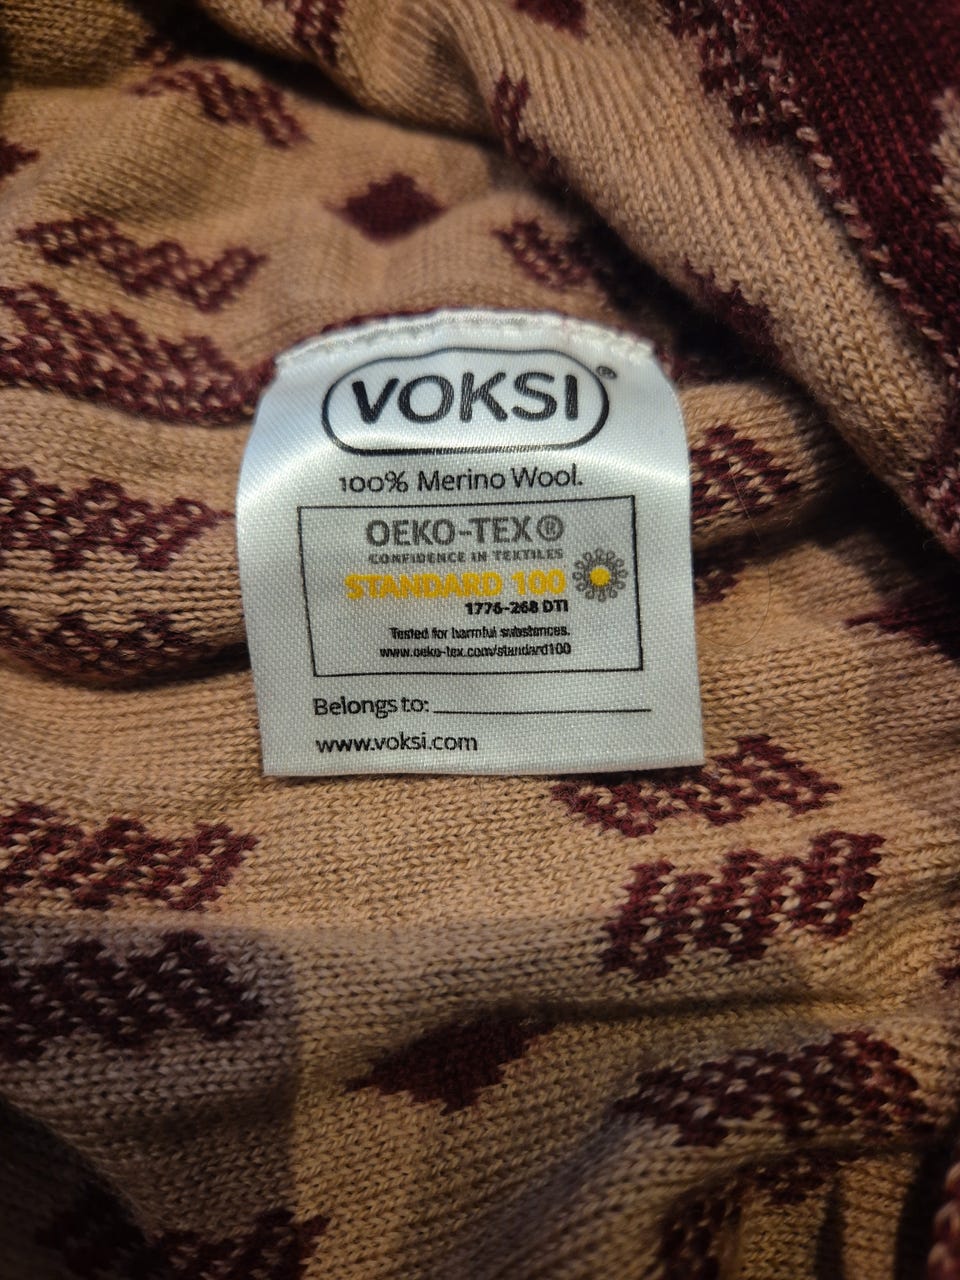 VOKSI®
100% Merino Wool.
OEKO-TEX®
CONFIDENCE IN TEXTILES
STANDARD 100
1776-268 DTI
Tested for harmful substances.
www.oeko-tex.com/standard100
Belongs to:
www.voksi.com